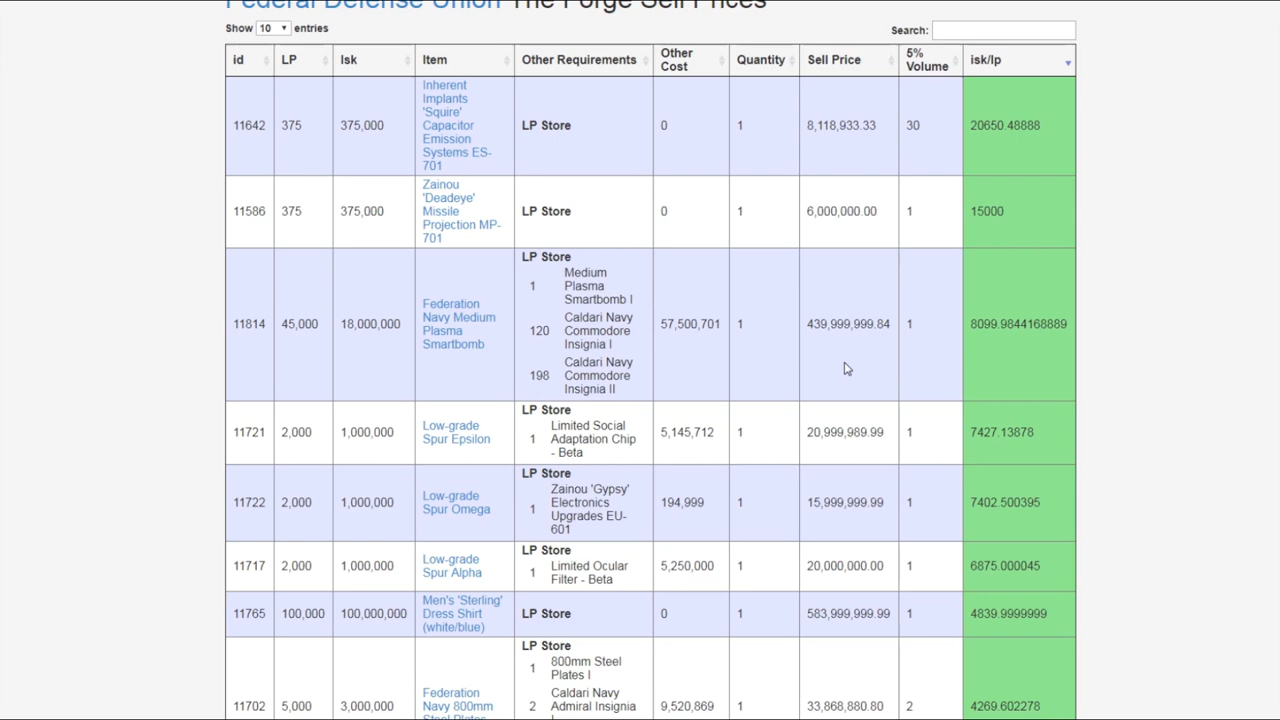 Federal Defense Union The Forge Sell Prices
Show 10 entries
Search:
id LP Isk Item Other Requirements Other Cost Quantity Sell Price 5% Volume isk/lp
11642 375 375,000
Inherent
Implants
'Squire'
Capacitor
Emission
Systems ES-
701
LP Store 0 1 8,118,933.33 30 20650.48888
11586 375 375,000
Zainou
'Deadeye'
Missile
Projection MP-
701
LP Store 0 1 6,000,000.00 1 15000
11814 45,000 18,000,000
Federation
Navy Medium
Plasma
Smartbomb
LP Store
1 Medium
Plasma
Smartbomb I
120 Caldari Navy
Commodore
Insignia I
198 Caldari Navy
Commodore
Insignia II
57,500,701 1 439,999,999.84 1 8099.9844168889
11721 2,000 1,000,000
Low-grade
Spur Epsilon
LP Store
1 Limited Social
Adaptation Chip
- Beta
5,145,712 1 20,999,989.99 1 7427.13878
11722 2,000 1,000,000
Low-grade
Spur Omega
LP Store
1 Zainou 'Gypsy'
Electronics
Upgrades EU-
601
194,999 1 15,999,999.99 1 7402.500395
11717 2,000 1,000,000
Low-grade
Spur Alpha
LP Store
1 Limited Ocular
Filter - Beta
5,250,000 1 20,000,000.00 1 6875.000045
11765 100,000 100,000,000
Men's 'Sterling'
Dress Shirt
(white/blue)
LP Store 0 1 583,999,999.99 1 4839.9999999
11702 5,000 3,000,000
Federation
Navy 800mm
Steel Plates
LP Store
1 800mm Steel
Plates I
2 Caldari Navy
Admiral Insignia
I
9,520,869 1 33,868,880.80 2 4269.602278